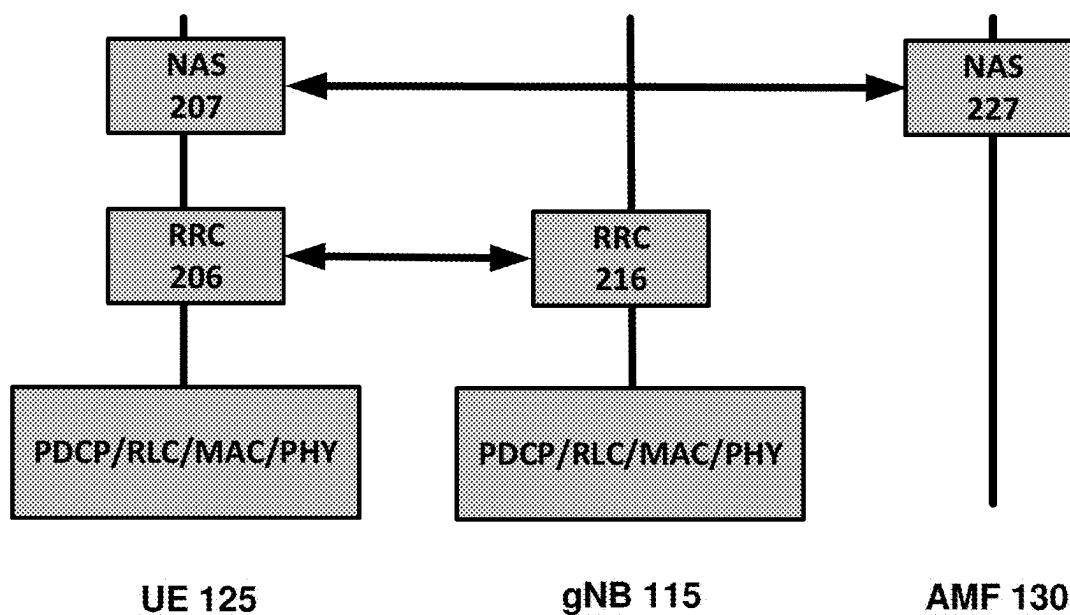 NAS
207
NAS
227
RRC
206
RRC
216
PDCP/RLC/MAC/PHY
PDCP/RLC/MAC/PHY
UE 125
gNB 115
AMF 130